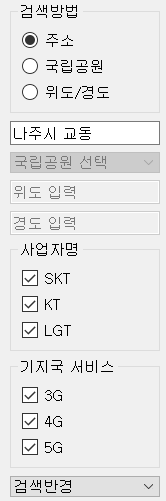 검색방법
주소
국립공원
위도/경도
나주시 교동
국립공원 선택
위도 입력
경도 입력
사업자명
SKT
KT
LGT
기지국 서비스
3G
4G
5G
검색반경